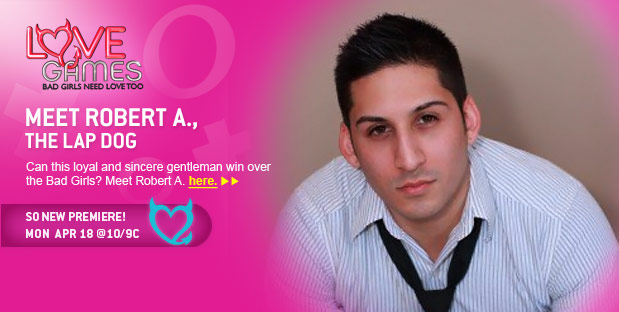 LOVE
GAMES
BAD GIRLS NEED LOVE TOO
MEET ROBERT A.,
THE LAP DOG
Can this loyal and sincere gentleman win over
the Bad Girls? Meet Robert A. here.
SO NEW PREMIERE!
MON APR 18 @10/9C